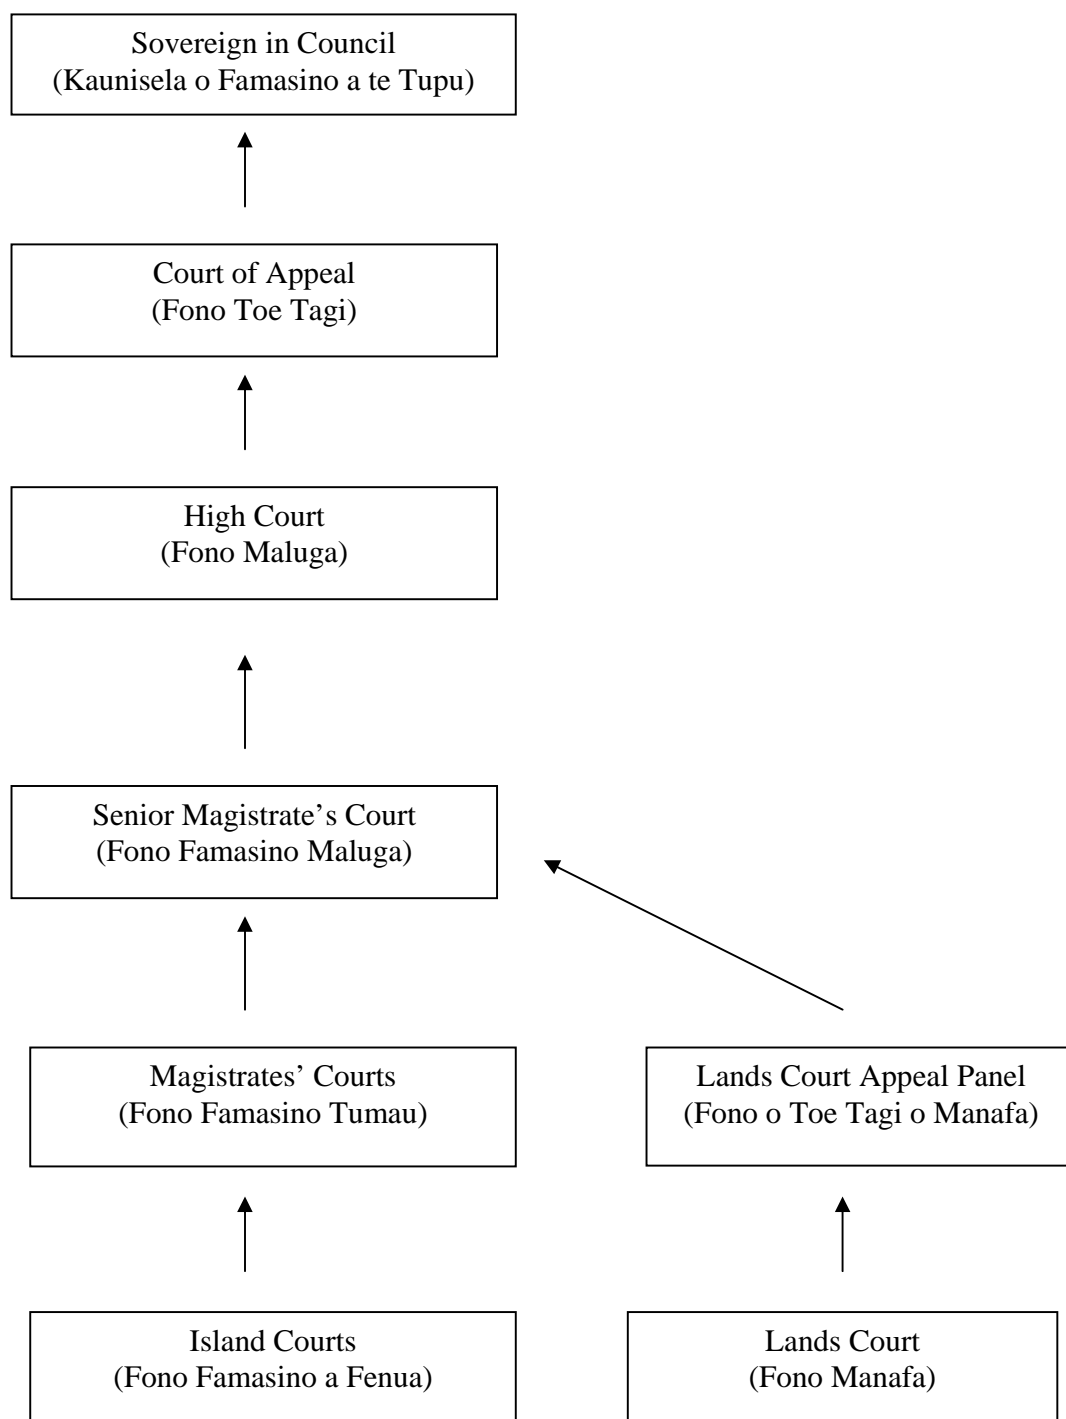 Sovereign in Council
(Kaunisela o Famasino a te Tupu)
Court of Appeal
(Fono Toe Tagi)
High Court
(Fono Maluga)
Senior Magistrate’s Court
(Fono Famasino Maluga)
Magistrates’ Courts
(Fono Famasino Tumau)
Lands Court Appeal Panel
(Fono o Toe Tagi o Manafa)
Island Courts
(Fono Famasino a Fenua)
Lands Court
(Fono Manafa)